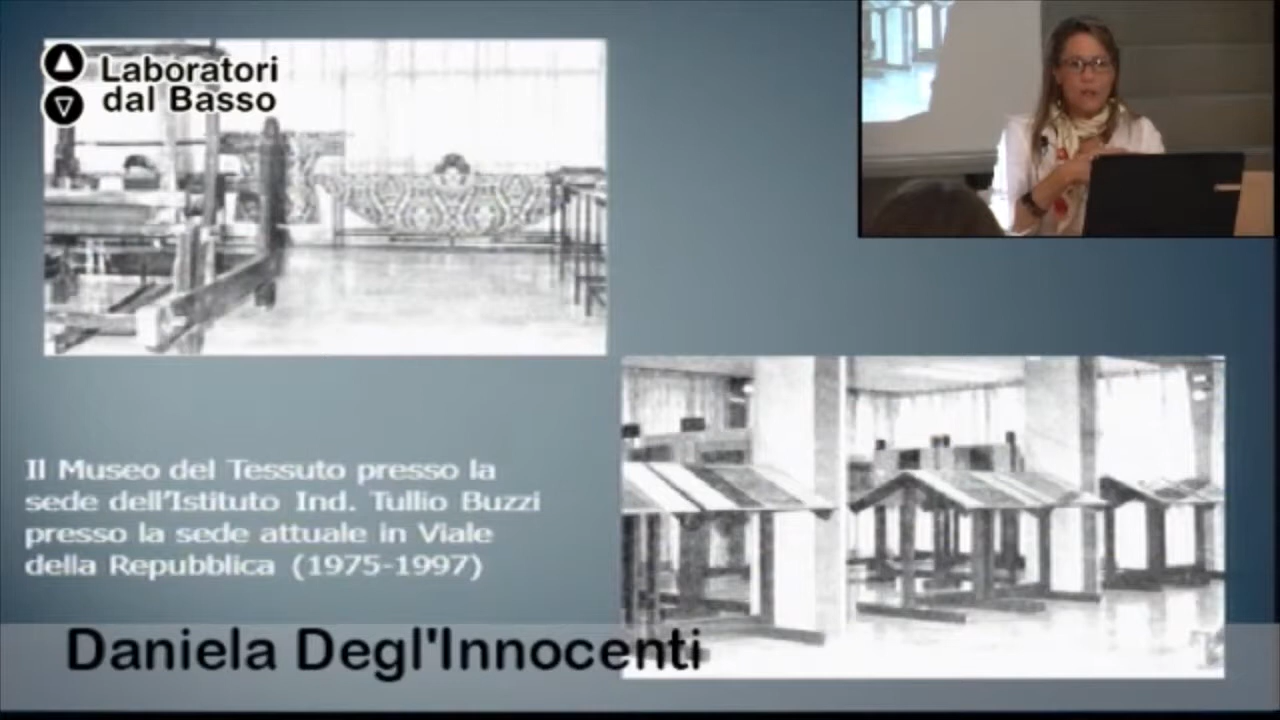 Laboratori
dal Basso
Il Museo del Tessuto presso la
sede dell'Istituto Ind. Tullio Buzzi
presso la sede attuale in Viale
della Repubblica (1975-1997)
Daniela Degl'Innocenti